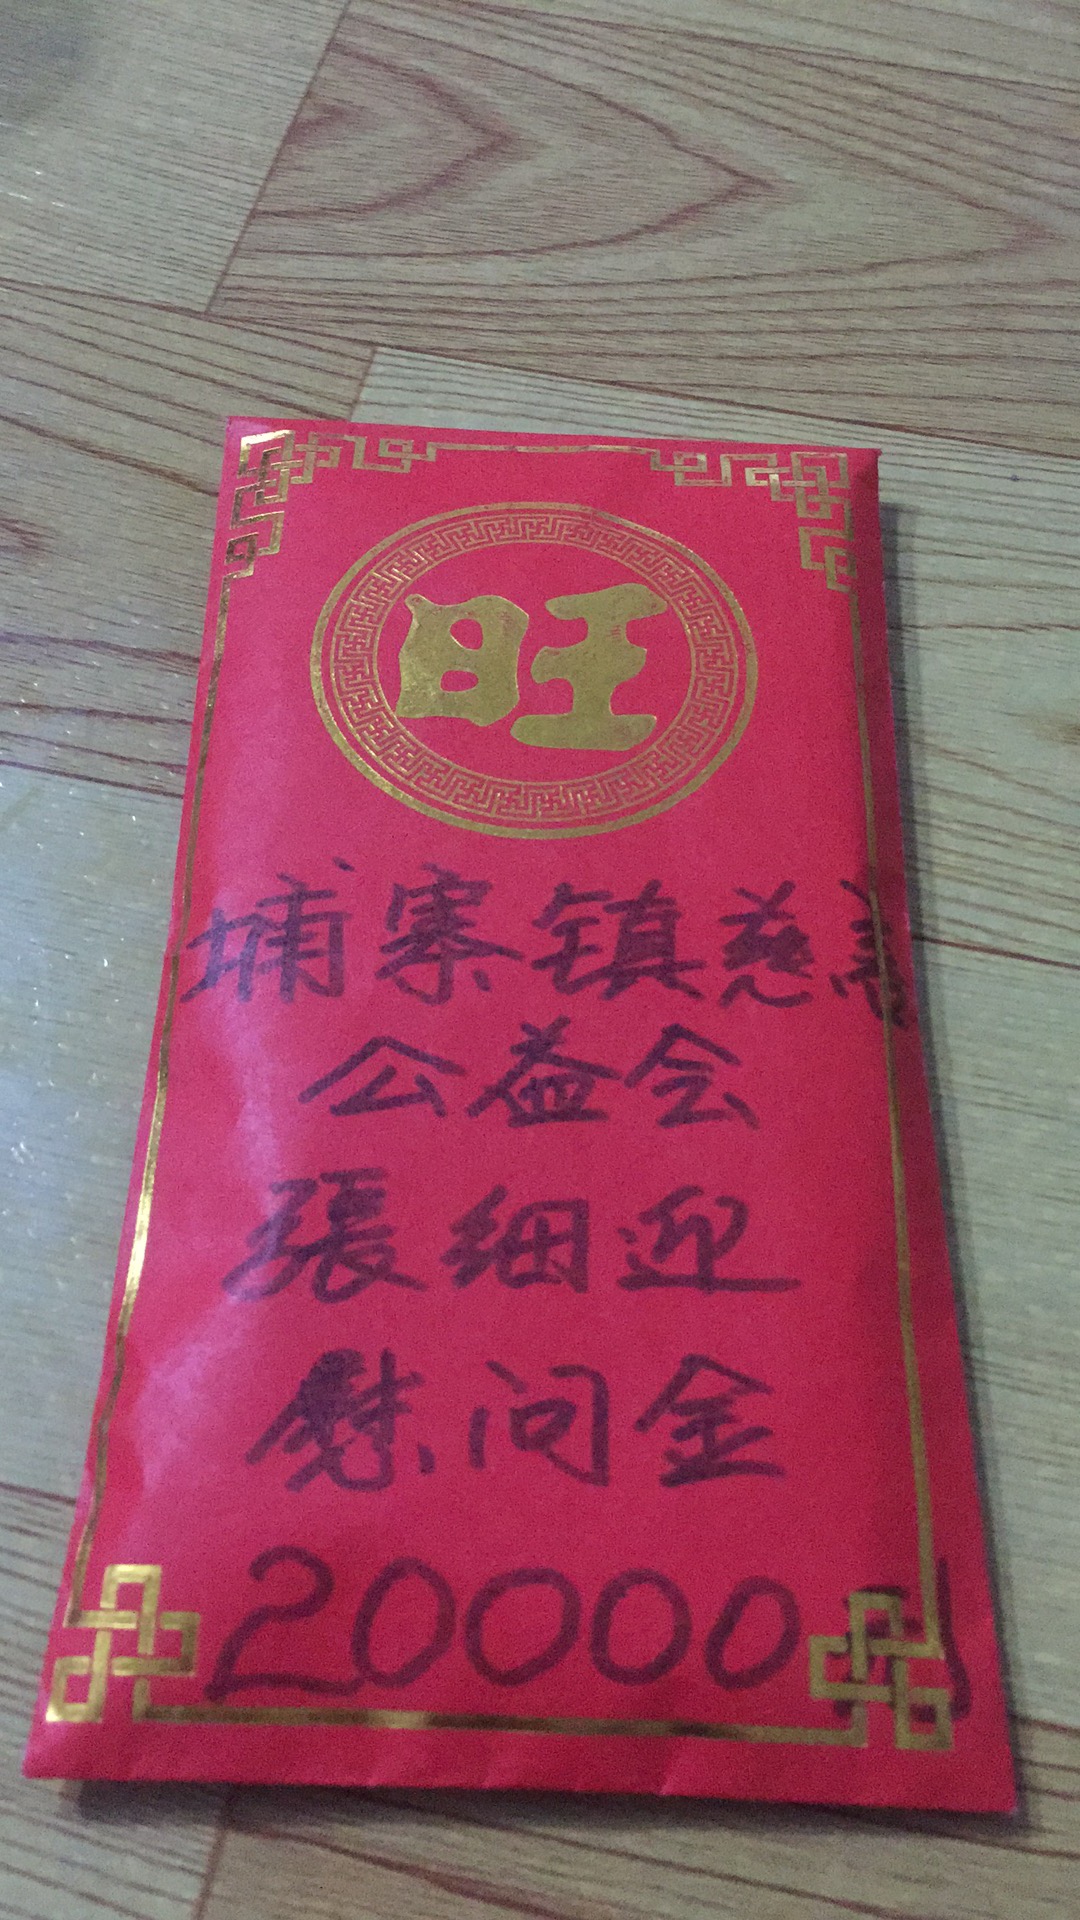 旺
埔寨镇慈善
公益会
張细迎
慰问金
20000